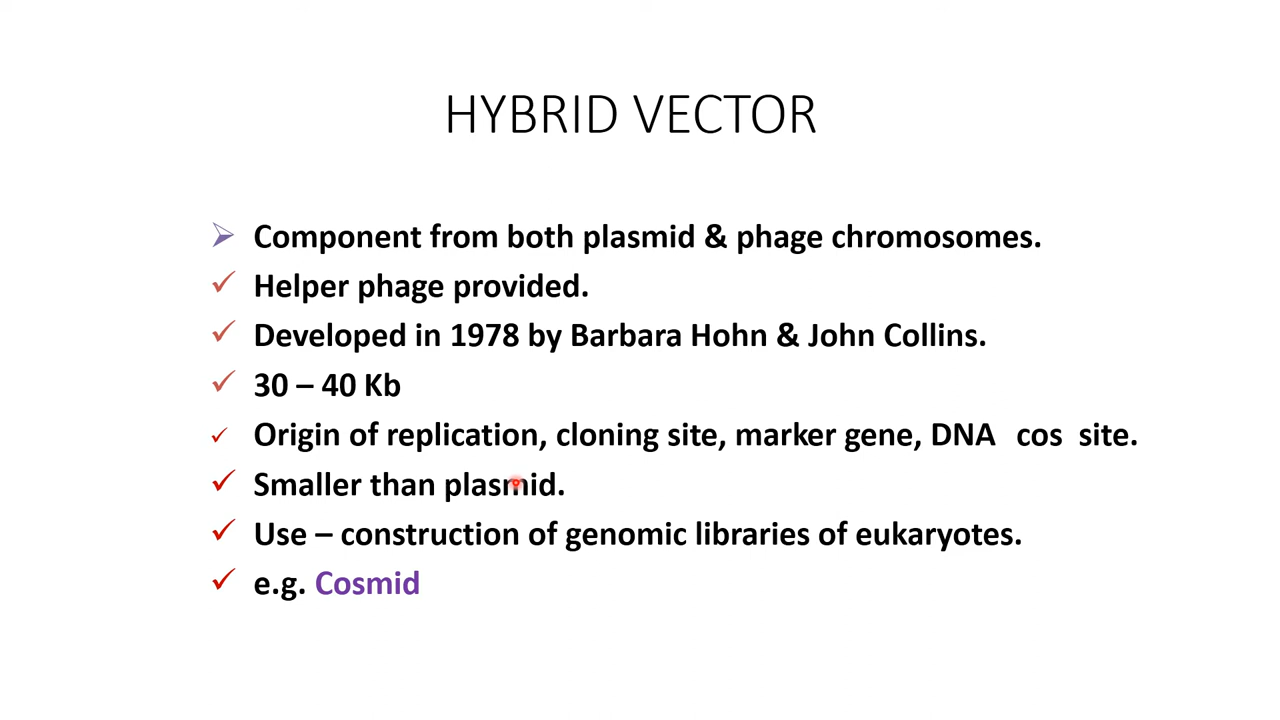 HYBRID VECTOR
Component from both plasmid & phage chromosomes.
Helper phage provided.
Developed in 1978 by Barbara Hohn & John Collins.
30 – 40 Kb
Origin of replication, cloning site, marker gene, DNA cos site.
Smaller than plasmid.
Use – construction of genomic libraries of eukaryotes.
e.g. Cosmid